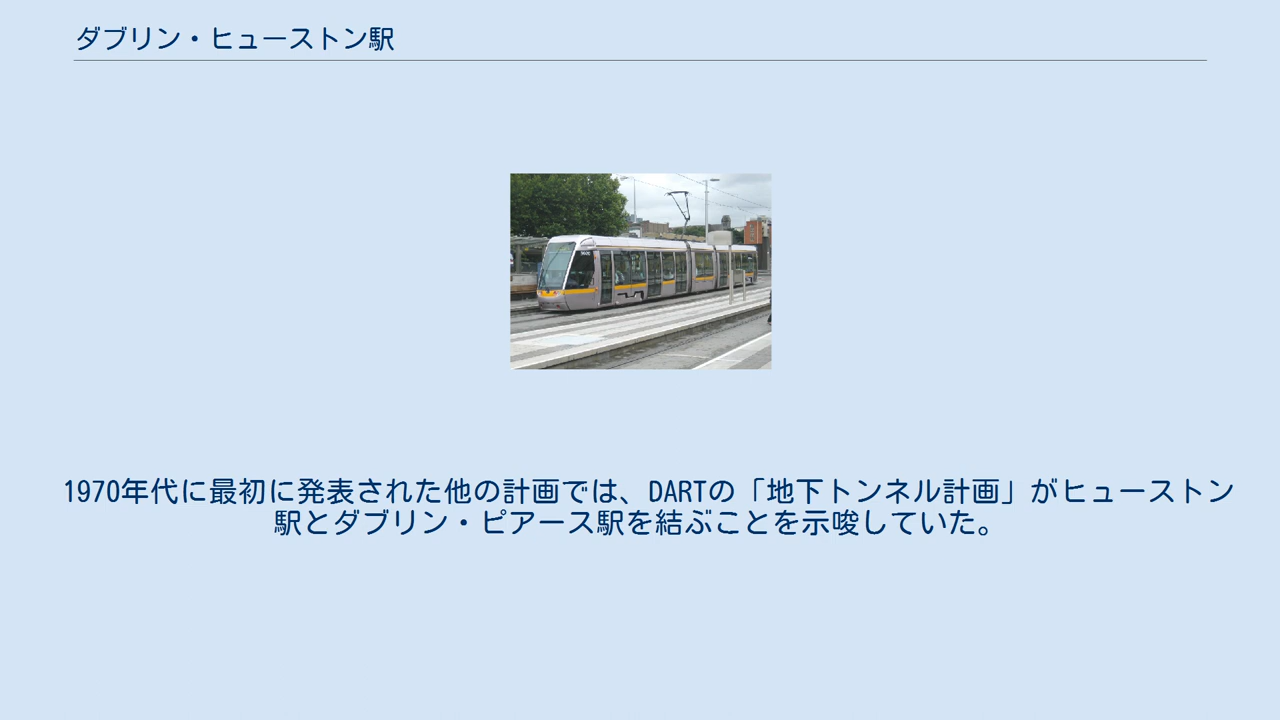 ダブリン・ヒューストン駅
1970年代に最初に発表された他の計画では、DARTの「地下トンネル計画」がヒューストン
駅とダブリン・ピアース駅を結ぶことを示唆していた。